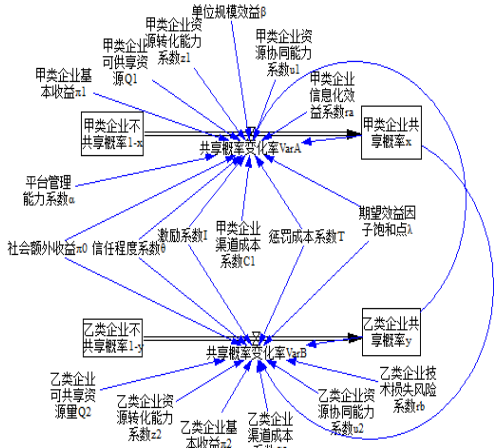 单位规模效益β
甲类企业资
源转化能力
系数z1
甲类企业
可供享资
源Q1
甲类企业资
源协同能力
系数u1
甲类企业基
本收益π1
甲类企业
信息化效
益系数ra
甲类企业不
共享概率1-x
共享概率变化率VarA
甲类企业共
享概率x
平台管理
能力系数α
社会额外收益π0
信任程度系数θ
激励系数I
甲类企业
渠道成本
系数C1
惩罚成本系数T
期望效益因
子饱和点λ
乙类企业不
共享概率1-y
共享概率变化率VarB
乙类企业共
享概率y
乙类企业
可共享资
源量Q2
乙类企业资
源转化能力
系数z2
乙类企业基
本收益π2
乙类企业
渠道成本
乙类企业资
源协同能力
系数u2
乙类企业技
术损失风险
系数rb